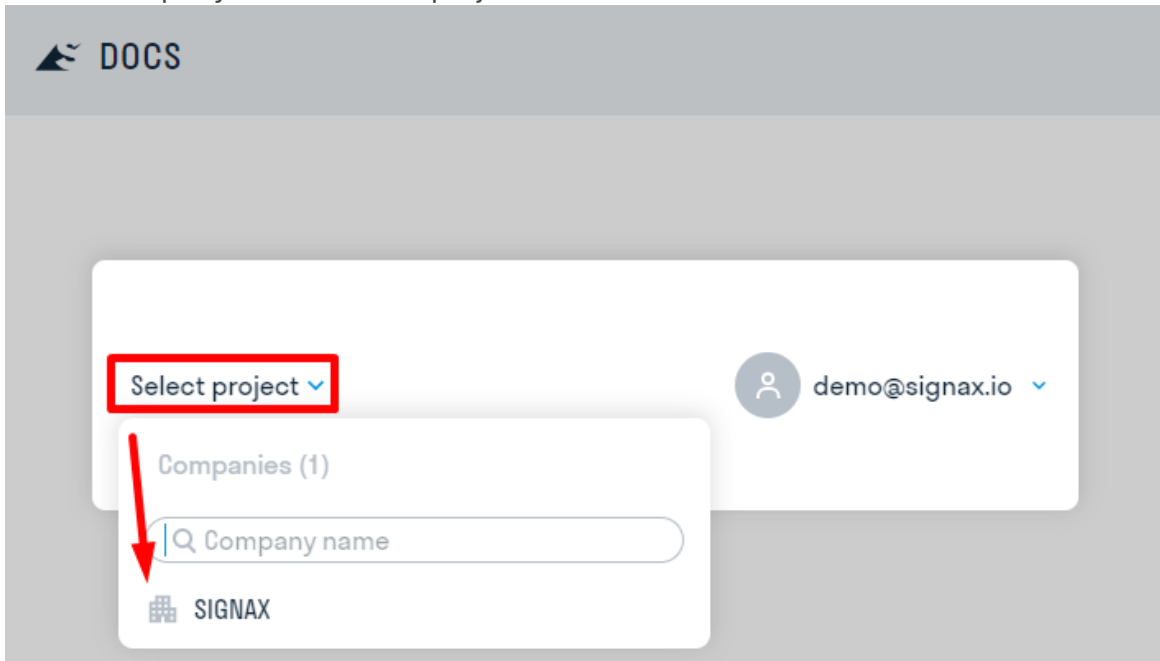 DOCS
Select project
demo@signax.io
Companies (1)
Company name
SIGNAX